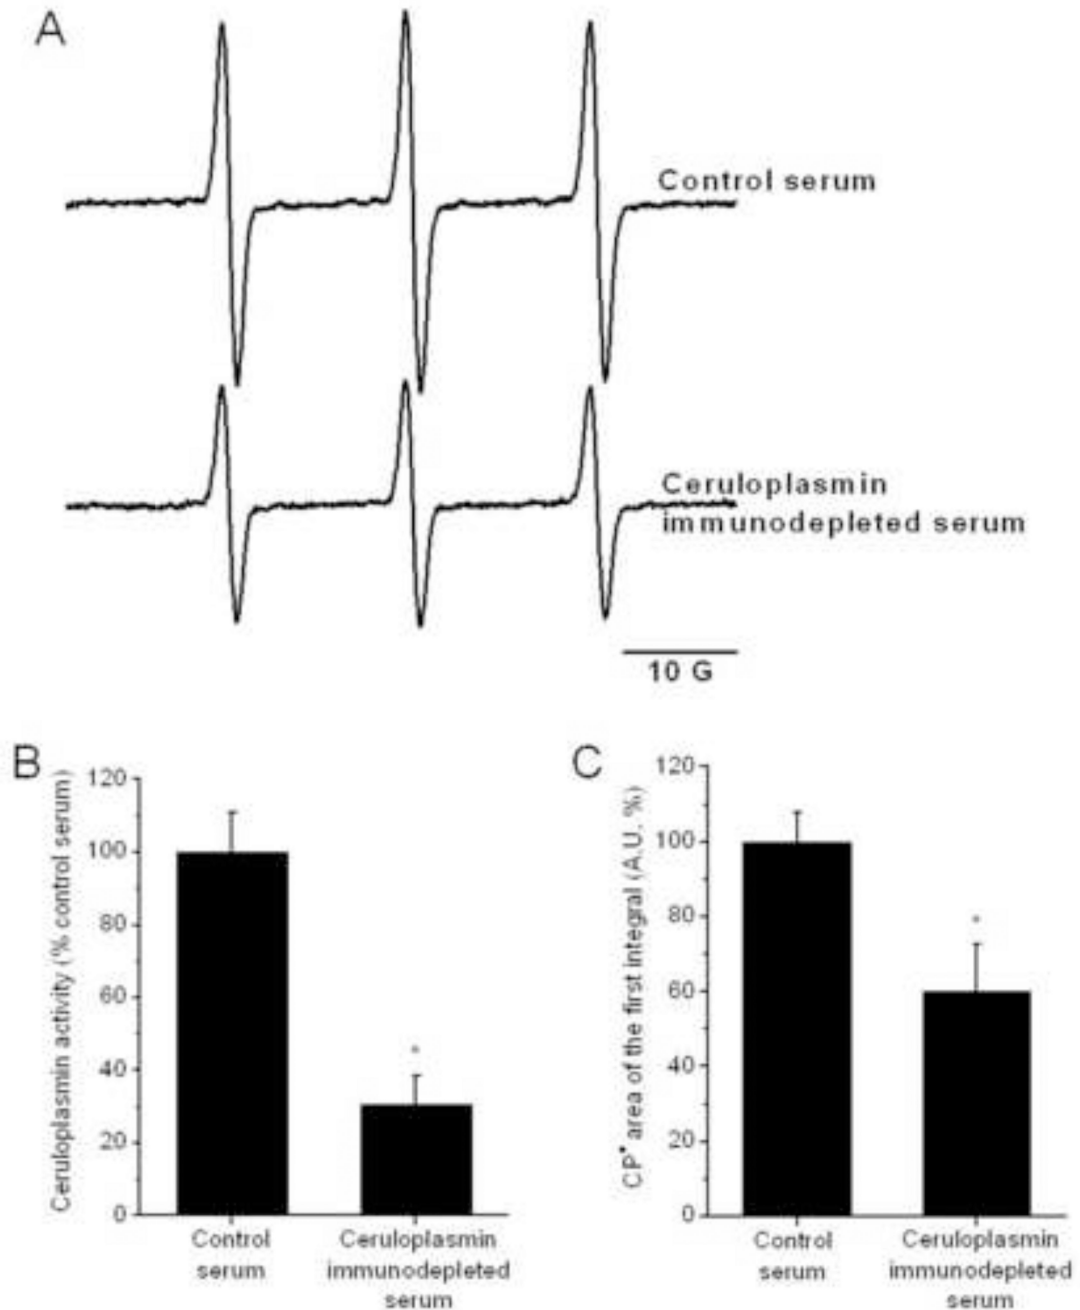 A
Control serum
Ceruloplasmin
immunodepleted serum
10 G
B
Ceruloplasmin activity (% control serum)
120
100
80
60
40
20
0
Control
serum
Ceruloplasmin
immunodepleted
serum
C
CP• area of the first integral (A.U. %)
120
100
80
60
40
20
0
*
*
Control
serum
Ceruloplasmin
immunodepleted
serum